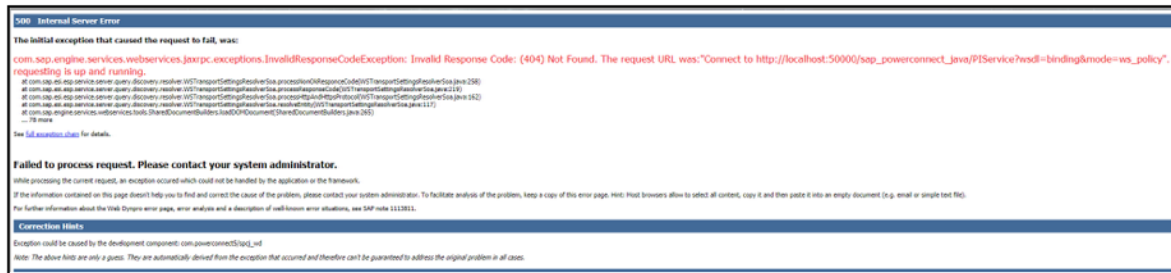 500 Internal Server Error
The initial exception that caused the request to fail, was:
com.sap.engine.services.webservices.jaxrpc.exceptions.InvalidResponseCodeException: Invalid Response Code: (404) Not Found. The request URL was:"Connect to http://localhost:50000/sap_powerconnect_java/PIService?wsdl=binding&mode=ws_policy".
requesting is up and running.
at com.sap.esi.esp.service.server.query.discovery.resolver.WSTransportSettingsResolverSoa.processNonOkResponceCode(WSTransportSettingsResolverSoa.java:258)
at com.sap.esi.esp.service.server.query.discovery.resolver.WSTransportSettingsResolverSoa.processResponseCode(WSTransportSettingsResolverSoa.java:219)
at com.sap.esi.esp.service.server.query.discovery.resolver.WSTransportSettingsResolverSoa.processHttpAndHttpsProtocol(WSTransportSettingsResolverSoa.java:162)
at com.sap.esi.esp.service.server.query.discovery.resolver.WSTransportSettingsResolverSoa.resolveEntity(WSTransportSettingsResolverSoa.java:117)
at com.sap.engine.services.webservices.tools.SharedDocumentBuilders.loadDOMDocument(SharedDocumentBuilders.java:265)
... 78 more
See full exception chain for details.
Failed to process request. Please contact your system administrator.
While processing the current request, an exception occured which could not be handled by the application or the framework.
If the information contained on this page doesn't help you to find and correct the cause of the problem, please contact your system administrator. To facilitate analysis of the problem, keep a copy of this error page. Hint: Most browsers allow to select all content, copy it and then paste it into an empty document (e.g. email or simple text file).
For further information about the Web Dynpro error page, error analysis and a description of well-known error situations, see SAP note 1113811.
Correction Hints
Exception could be caused by the development component: com.powerconnect5/spcj_wd
Note: The above hints are only a guess. They are automatically derived from the exception that occurred and therefore can't be guaranteed to address the original problem in all cases.